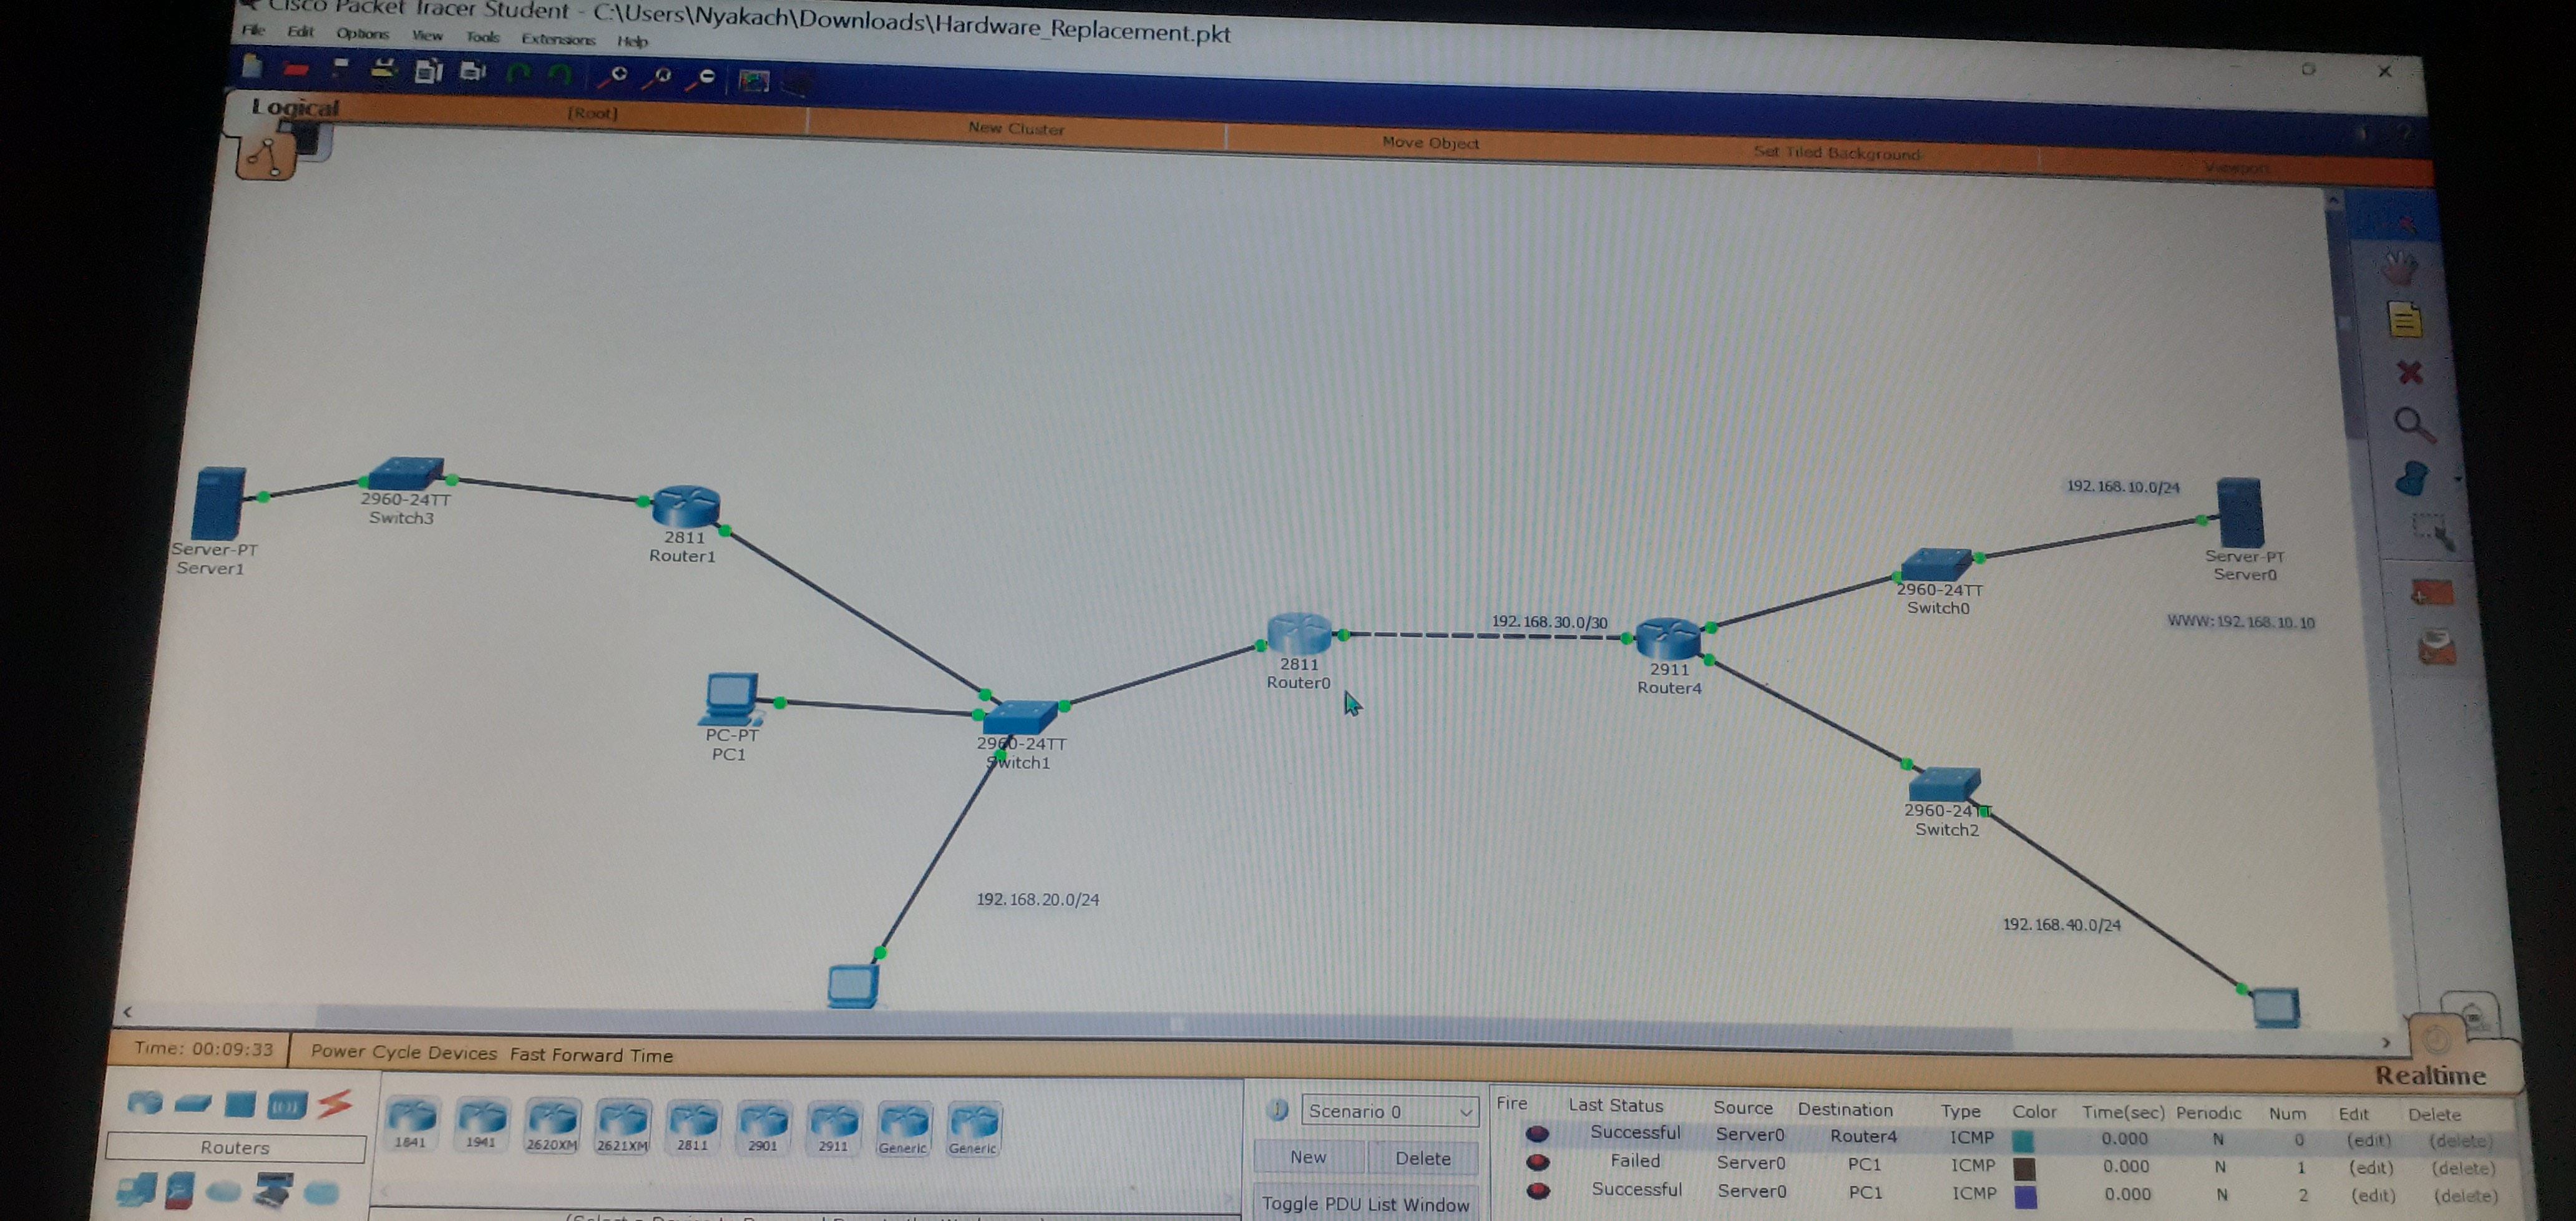 Cisco Packet Tracer Student - C:\Users\Nyakach\Downloads\Hardware_Replacement.pkt
File Edit Options View Tools Extensions Help
Logical [Root] New Cluster Move Object Set Tiled Background Viewport
192.168.10.0/24
2960-24TT
Switch3
2811
Router1
Server-PT
Server1
Server-PT
Server0
2960-24TT
Switch0
WWW:192.168.10.10
192.168.30.0/30
2811
Router0
2911
Router4
PC-PT
PC1
2960-24TT
Switch1
2960-24TT
Switch2
192.168.20.0/24
192.168.40.0/24
Time: 00:09:33 Power Cycle Devices Fast Forward Time
Realtime
Routers
1841 1941 2620XM 2621XM 2811 2901 2911 Generic Generic
Scenario 0
New Delete
Toggle PDU List Window
Fire Last Status Source Destination Type Color Time(sec) Periodic Num Edit Delete
Successful Server0 Router4 ICMP 0.000 N 0 (edit) (delete)
Failed Server0 PC1 ICMP 0.000 N 1 (edit) (delete)
Successful Server0 PC1 ICMP 0.000 N 2 (edit) (delete)